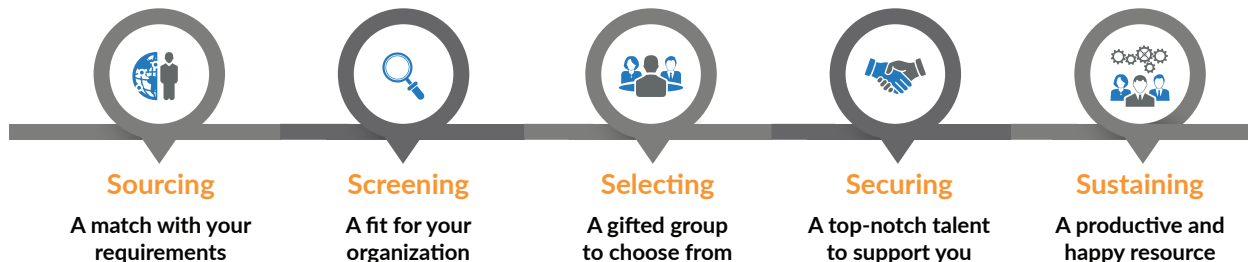 Sourcing
A match with your
requirements
Screening
A fit for your
organization
Selecting
A gifted group
to choose from
Securing
A top-notch talent
to support you
Sustaining
A productive and
happy resource